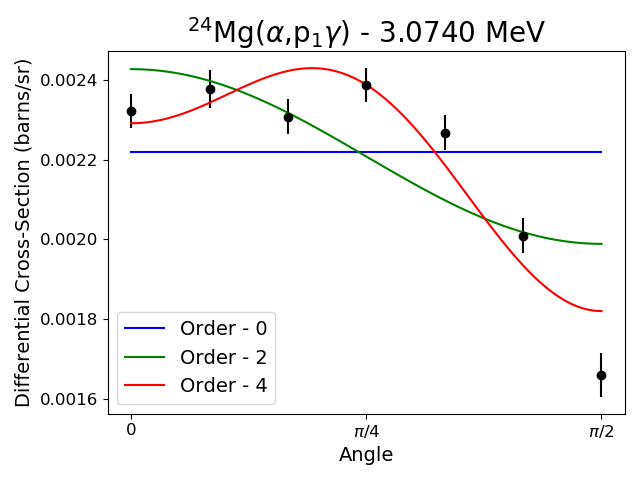 ²⁴Mg(α,p₁γ) - 3.0740 MeV
Differential Cross-Section (barns/sr)
0.0024
0.0022
0.0020
0.0018
0.0016
Order - 0
Order - 2
Order - 4
0 π/4 π/2
Angle